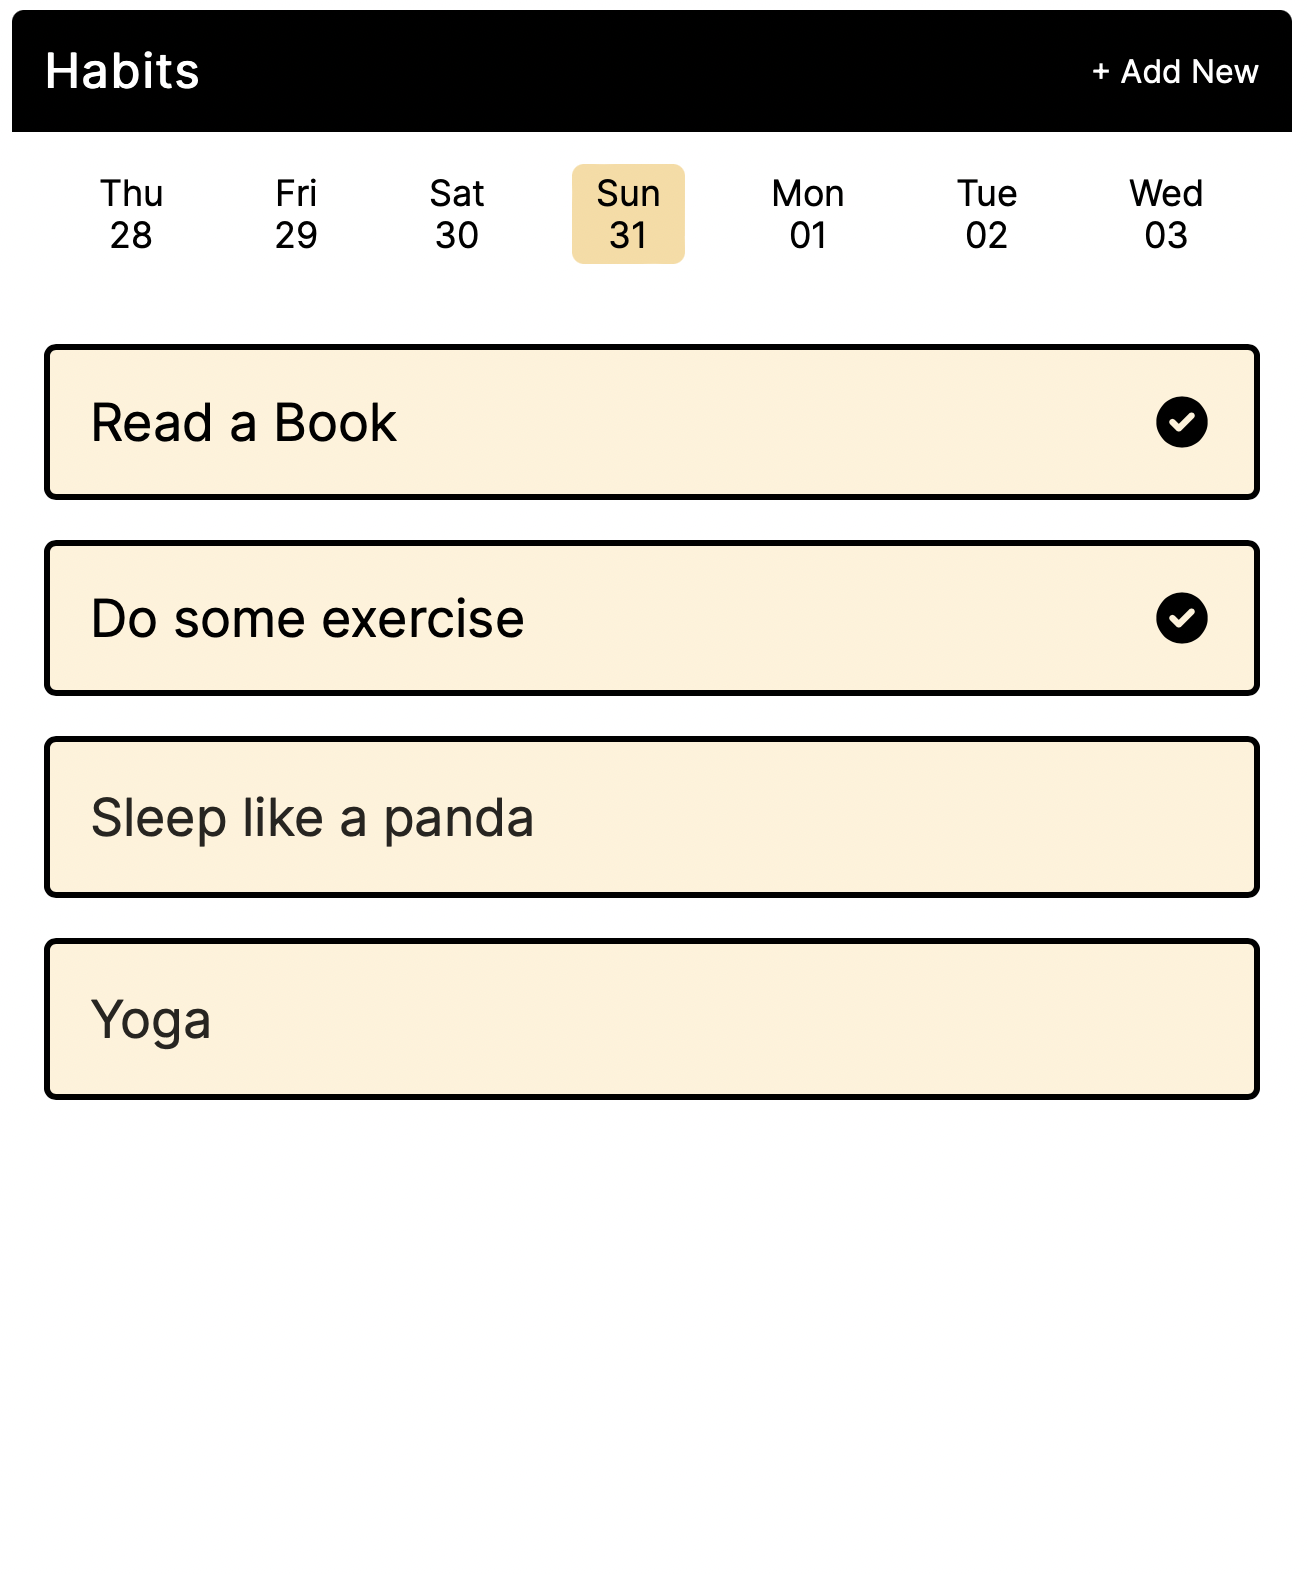 Habits
+ Add New
Thu Fri Sat Sun Mon Tue Wed
28 29 30 31 01 02 03
Read a Book
Do some exercise
Sleep like a panda
Yoga